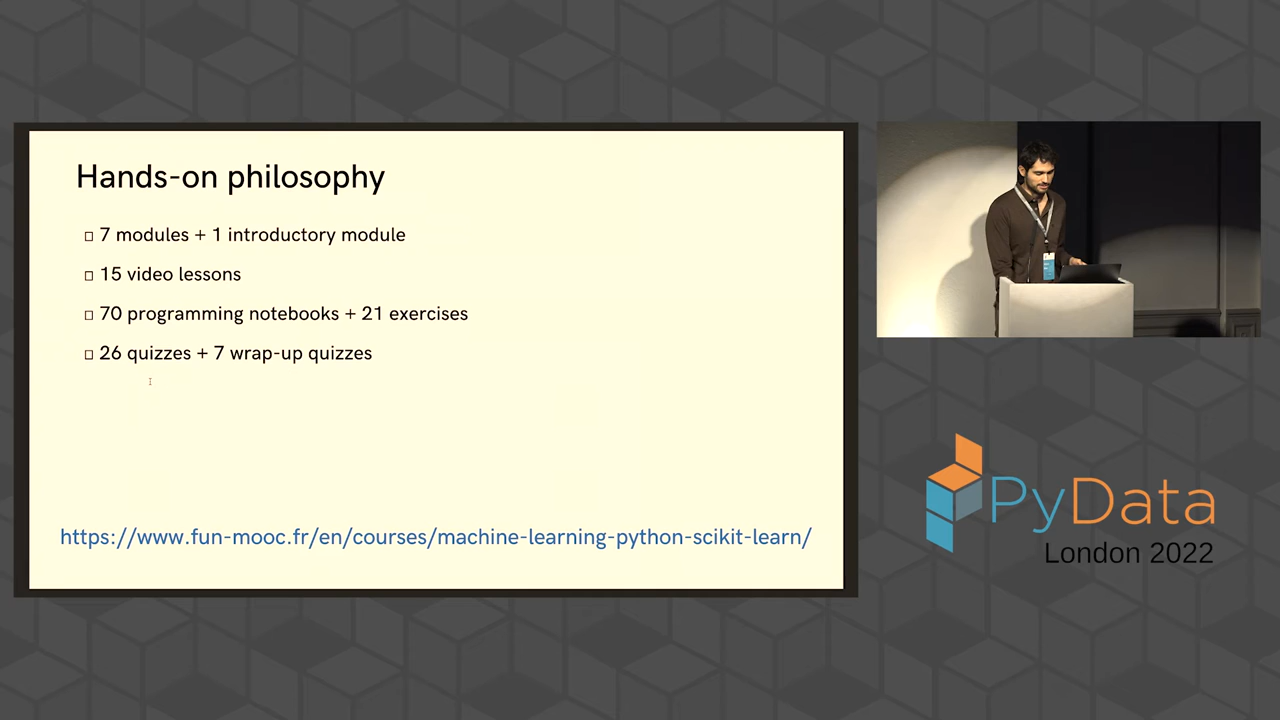 Hands-on philosophy
7 modules + 1 introductory module
15 video lessons
70 programming notebooks + 21 exercises
26 quizzes + 7 wrap-up quizzes
https://www.fun-mooc.fr/en/courses/machine-learning-python-scikit-learn/
PyData
London 2022